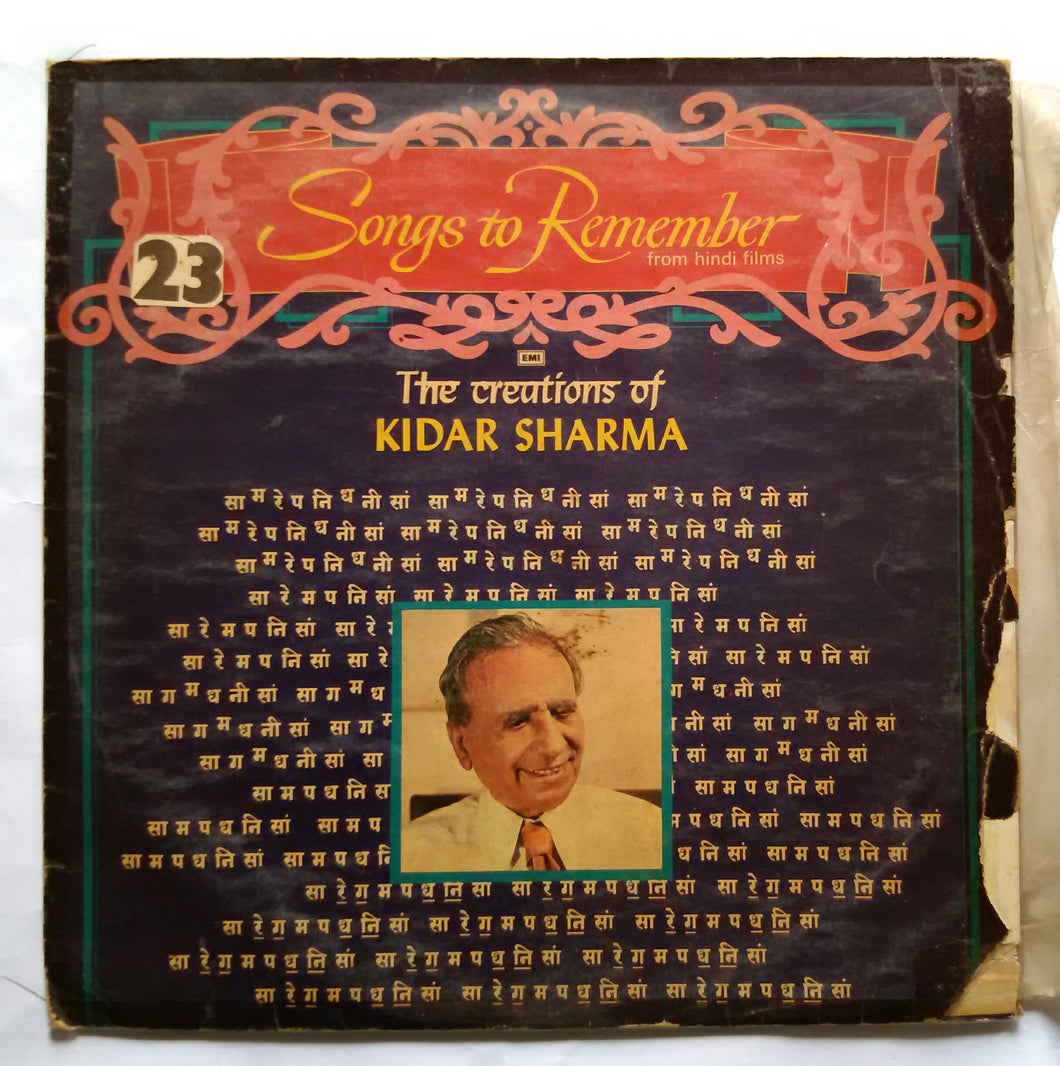 Songs to Remember
from hindi films
23
EMI
The creations of
KIDAR SHARMA
सा म रे प नि ध नी सां सा म रे प नि ध नी सां सा म रे प नि ध नी सां
सा म रे प नि ध नी सां सा म रे प नि ध नी सां सा म रे प नि ध नी सां
सा म रे प नि ध नी सां सा म रे प नि ध नी सां सा म रे प नि ध नी सां
सा रे म प नि सां सा रे म प नि सां सा रे म प नि सां
सा रे म प नि सां सा रे रे म प नि सां
सा रे म प नि सां सा रे सां सा रे म प नि सां
सा ग म ध नी सां सा ग म ध ग म ध नी सां
सा ग म ध नी सां सा ग म नी सां सा ग म ध नी सां
सा ग म ध नी सां सा सां सा ग म ध नी सां
सा म प ध नि स सा म प ध नि सां
सा म प ध नि सां सा म प प ध नि सां सा म प ध नि सां
सा म प ध नि सां सा म प ध ध नि सां सा म प ध नि सां
सा रे ग म प ध नि सा सा रे ग म प ध नि सां सा रे ग म प ध नि सां
सा रे ग म प ध नि सां सा रे ग म प ध नि सां सा रे ग म प ध नि सां
सा रे ग म प ध नि सां सा रे ग म प ध नि सां सा रे ग म प ध नि सां
सा रे ग म प ध नि सां सा रे ग म प ध नि सां सा रे ग म प ध नि सां